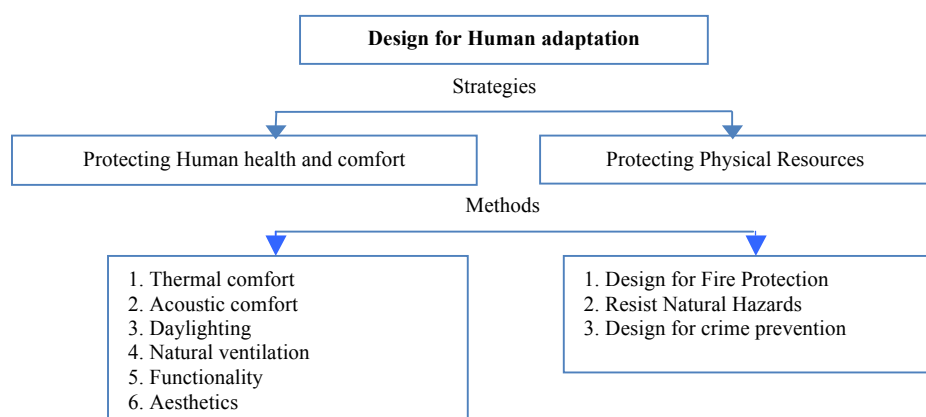 Design for Human adaptation
Strategies
Protecting Human health and comfort
Protecting Physical Resources
Methods
1. Thermal comfort
2. Acoustic comfort
3. Daylighting
4. Natural ventilation
5. Functionality
6. Aesthetics
1. Design for Fire Protection
2. Resist Natural Hazards
3. Design for crime prevention